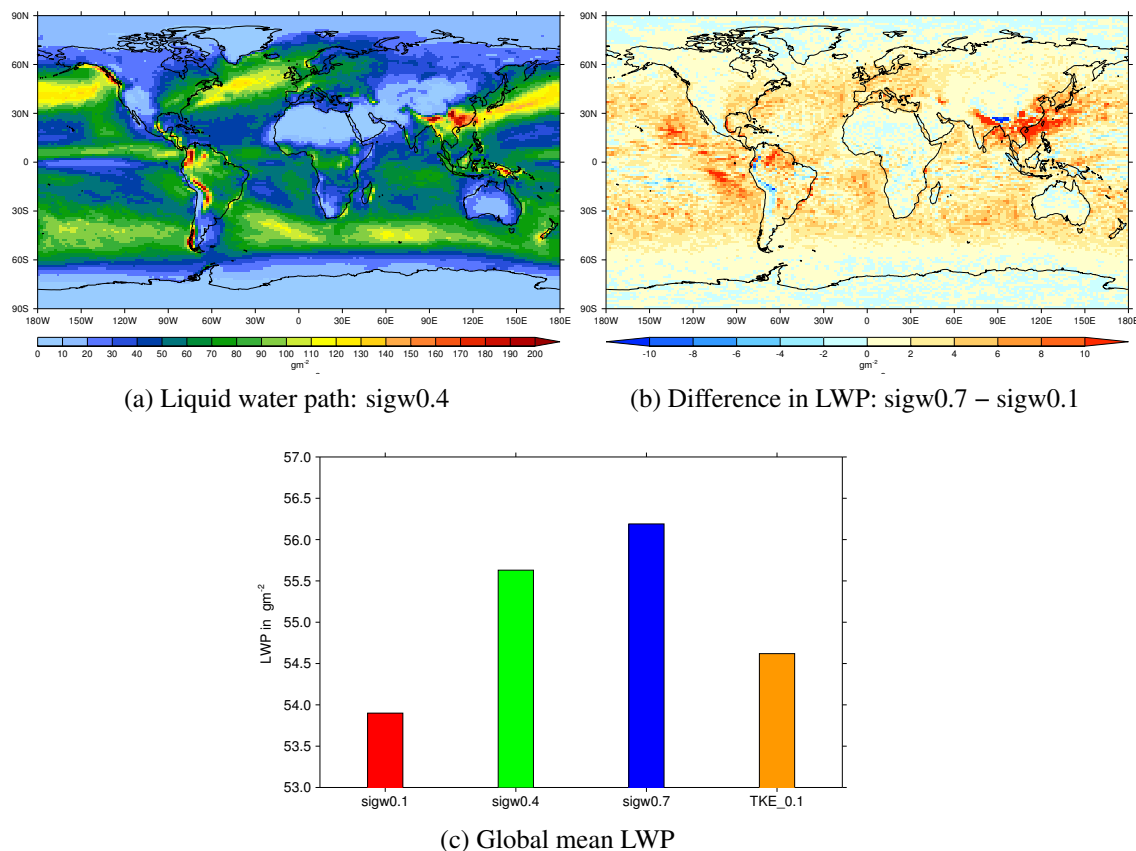 90N 90N
60N 60N
30N 30N
0 0
30S 30S
60S 60S
90S 90S
180W 150W 120W 90W 60W 30W 0 30E 60E 90E 120E 150E 180E 180W 150W 120W 90W 60W 30W 0 30E 60E 90E 120E 150E 180E
0 10 20 30 40 50 60 70 80 90 100 110 120 130 140 150 160 170 180 190 200 -10 -8 -6 -4 -2 0 2 4 6 8 10
gm-2 gm-2
(a) Liquid water path: sigw0.4 (b) Difference in LWP: sigw0.7 − sigw0.1
57.0
56.5
56.0
55.5
55.0
54.5
54.0
53.5
53.0
LWP in gm-2
sigw0.1 sigw0.4 sigw0.7 TKE_0.1
(c) Global mean LWP